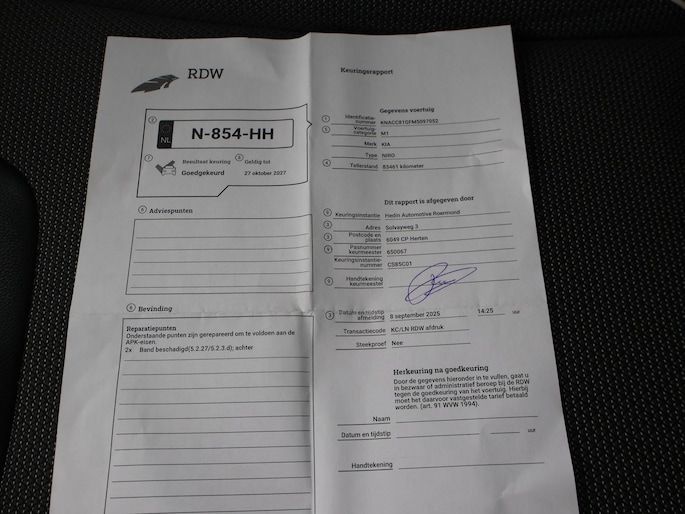 RDW
Keuringsrapport
NL
N-854-HH
Resultaat keuring
Geldig tot
Goedgekeurd
27 oktober 2027
Adviespunten
Bevinding
Reparatiepunten
Onderstaande punten zijn gerepareerd om te voldoen aan de
APK-eisen.
2x Band beschadigd(5.2.27/5.2.3.d); achter
Gegevens voertuig
Identificatie-
nummer KNACC81GFM5097052
Voertuig-
categorie M1
Merk KIA
Type NIRO
Tellerstand 83461 kilometer
Dit rapport is afgegeven door
Keuringsinstantie Hedin Automotive Roermond
Adres Solvayweg 3
Postcode en
plaats 6049 CP Herten
Pasnummer
keurmeester 650067
Keuringsinstantie-
nummer CS85C01
Handtekening
keurmeester
Datum en tijdstip
afmelding 8 september 2025 14:25 uur
Transactiecode KC/LN RDW afdruk
Steekproef Nee
Herkeuring na goedkeuring
Door de gegevens hieronder in te vullen, gaat u
in bezwaar of administratief beroep bij de RDW
tegen de goedkeuring van het voertuig. Hierbij
moet het daarvoor vastgestelde tarief betaald
worden. (art. 91 WVW 1994).
Naam
Datum en tijdstip
uur
Handtekening